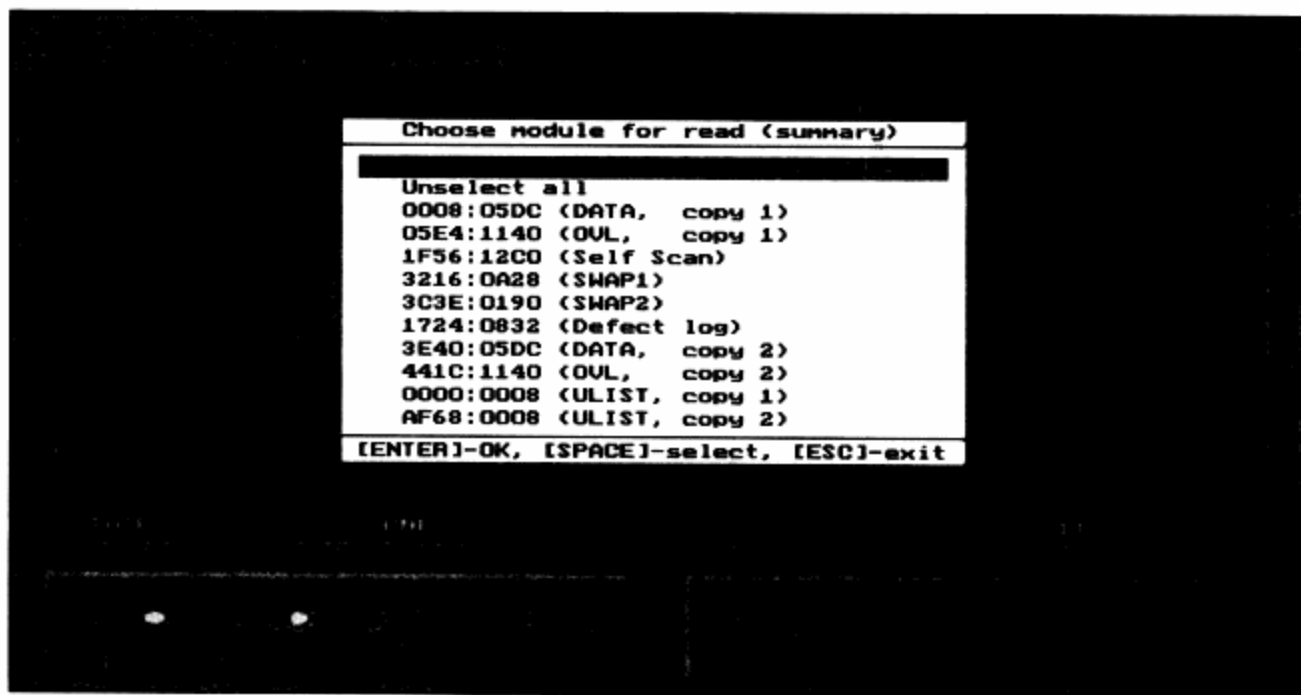 Choose module for read (summary)
Unselect all
0008:05DC (DATA, copy 1)
05E4:1140 (OVL, copy 1)
1F56:12C0 (Self Scan)
3216:0A28 (SWAP1)
3C3E:0190 (SWAP2)
1724:0832 (Defect log)
3E40:05DC (DATA, copy 2)
441C:1140 (OVL, copy 2)
0000:0008 (ULIST, copy 1)
AF68:0008 (ULIST, copy 2)
[ENTER]-OK, [SPACE]-select, [ESC]-exit